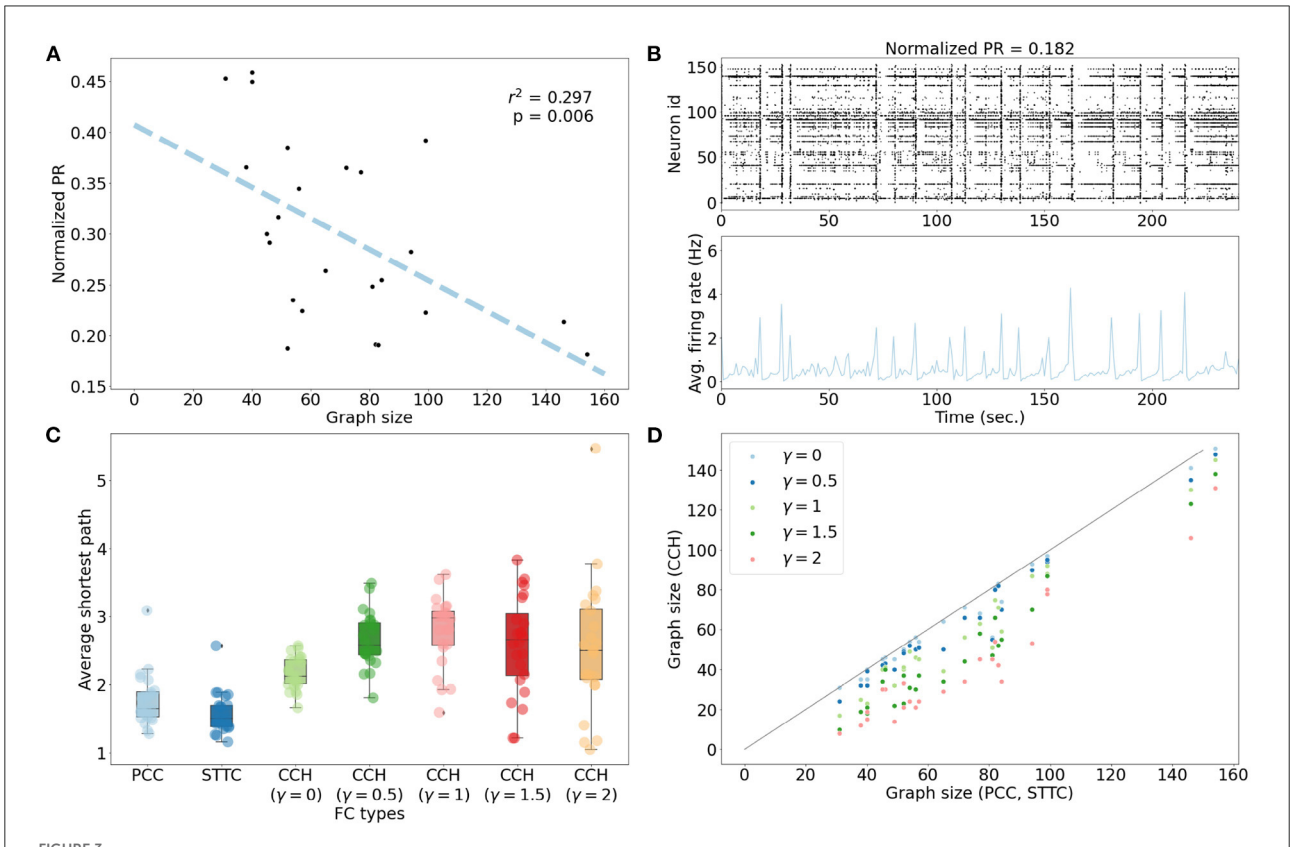 A
0.45
0.40
0.35
0.30
0.25
0.20
0.15
Normalized PR
r² = 0.297
p = 0.006
0 20 40 60 80 100 120 140 160
Graph size
B
Normalized PR = 0.182
150
100
50
0
Neuron id
0 50 100 150 200
6
4
2
0
Avg. firing rate (Hz)
0 50 100 150 200
Time (sec.)
C
5
4
3
2
1
Average shortest path
PCC STTC CCH CCH CCH CCH CCH
(γ = 0) (γ = 0.5) (γ = 1) (γ = 1.5) (γ = 2)
FC types
D
γ = 0
γ = 0.5
γ = 1
γ = 1.5
γ = 2
140
120
100
80
60
40
20
0
Graph size (CCH)
0 20 40 60 80 100 120 140 160
Graph size (PCC, STTC)